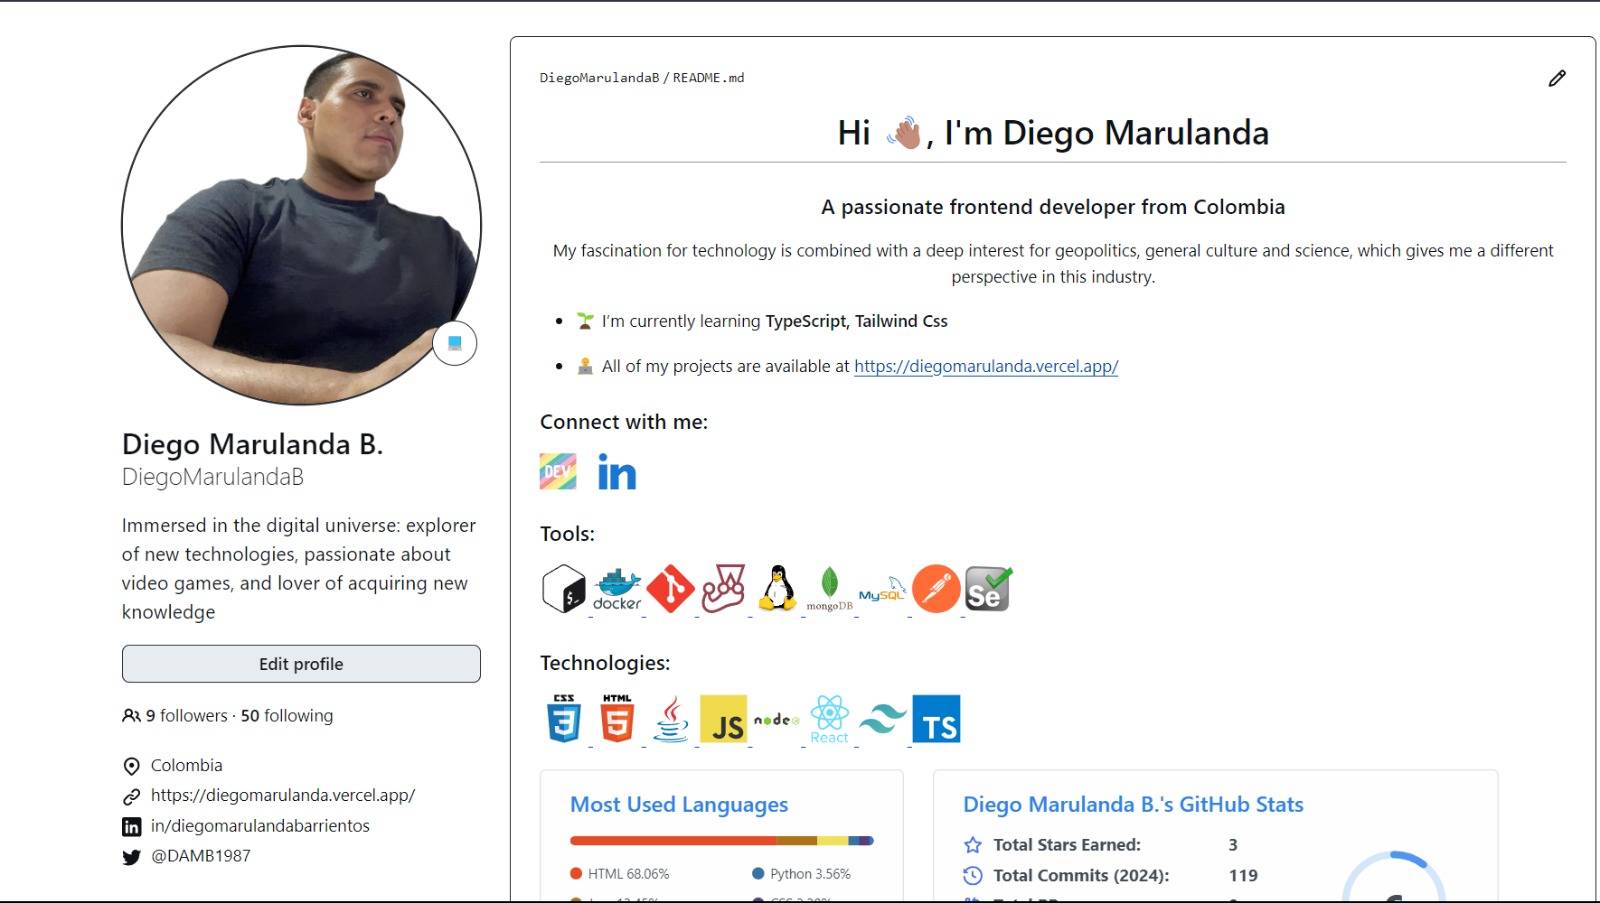 Diego Marulanda B.
DiegoMarulandaB
Immersed in the digital universe: explorer
of new technologies, passionate about
video games, and lover of acquiring new
knowledge
Edit profile
9 followers · 50 following
Colombia
https://diegomarulanda.vercel.app/
in/diegomarulandabarrientos
@DAMB1987
DiegoMarulandaB / README.md
Hi 👋🏽, I'm Diego Marulanda
A passionate frontend developer from Colombia
My fascination for technology is combined with a deep interest for geopolitics, general culture and science, which gives me a different
perspective in this industry.
• 🌱 I’m currently learning TypeScript, Tailwind Css
• 🧑‍💻 All of my projects are available at https://diegomarulanda.vercel.app/
Connect with me:
DEV in
Tools:
$_ docker mongoDB MySQL Se
Technologies:
CSS 3 HTML 5 JS node React TS
Most Used Languages
HTML 68.06% Python 3.56%
Diego Marulanda B.'s GitHub Stats
Total Stars Earned: 3
Total Commits (2024): 119